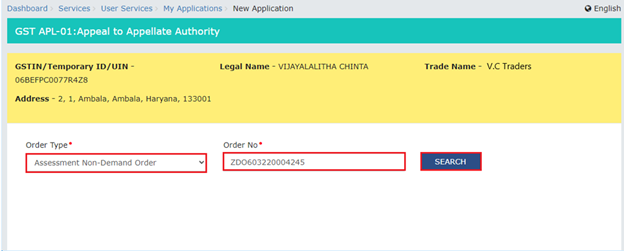 Dashboard › Services › User Services › My Applications › New Application English
GST APL-01:Appeal to Appellate Authority
GSTIN/Temporary ID/UIN - Legal Name - VIJAYALALITHA CHINTA Trade Name - V.C Traders
06BEFPC0077R4Z8
Address - 2, 1, Ambala, Ambala, Haryana, 133001
Order Type* Order No*
Assessment Non-Demand Order ZDO603220004245 SEARCH